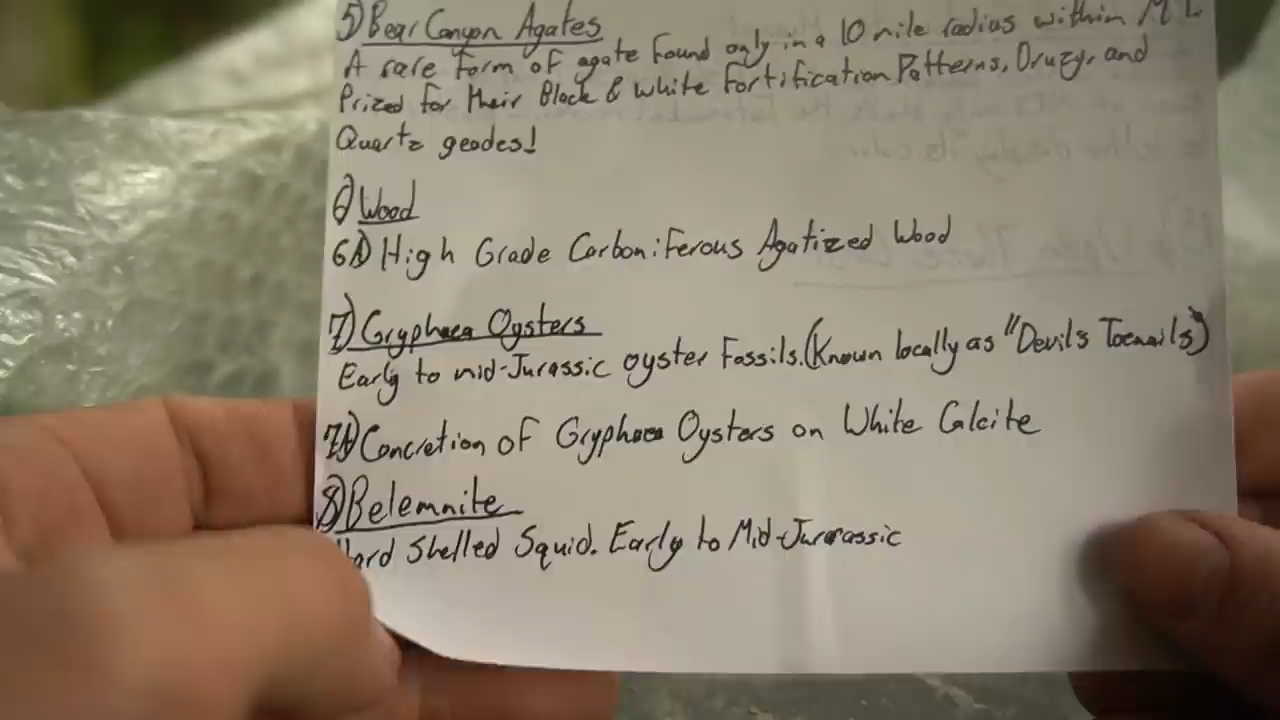 5) Bear Canyon Agates
A rare form of agate found only in a 10 mile radius within MT.
Prized for their Black & White Fortification Patterns, Druzy, and
Quartz geodes!
6) Wood
6A) High Grade Carboniferous Agatized Wood
7) Gryphaea Oysters
Early to mid-Jurassic oyster Fossils. (Known locally as "Devils Toenails")
7A) Concretion of Gryphaea Oysters on White Calcite
8) Belemnite
Hard Shelled Squid. Early to Mid-Jurrassic